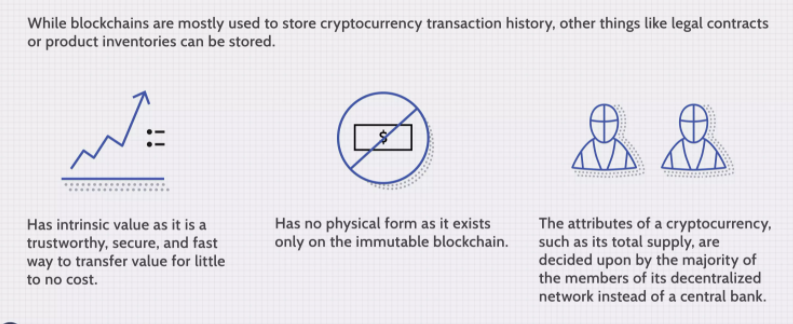 While blockchains are mostly used to store cryptocurrency transaction history, other things like legal contracts
or product inventories can be stored.
$
Has intrinsic value as it is a
trustworthy, secure, and fast
way to transfer value for little
to no cost.
Has no physical form as it exists
only on the immutable blockchain.
The attributes of a cryptocurrency,
such as its total supply, are
decided upon by the majority of
the members of its decentralized
network instead of a central bank.